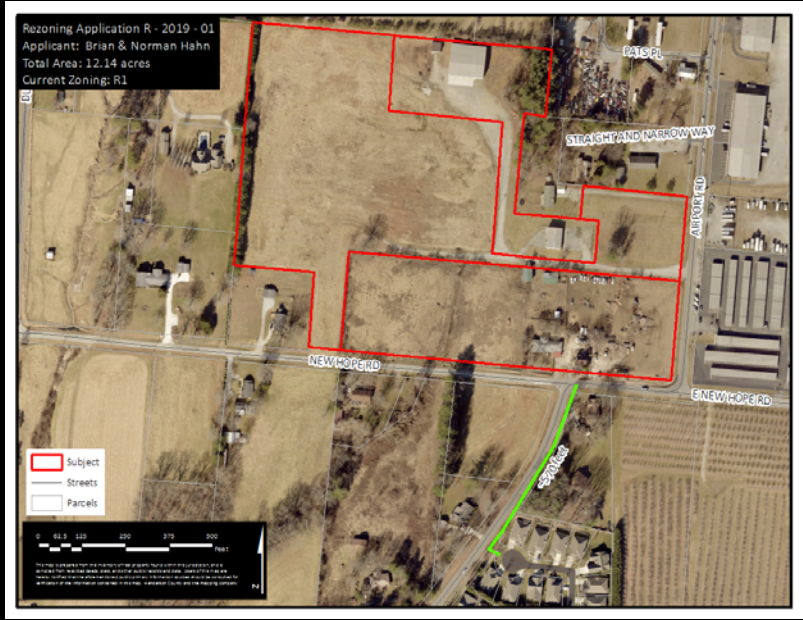 Rezoning Application R - 2019 - 01
Applicant: Brian & Norman Hahn
Total Area: 12.14 acres
Current Zoning: R1
PATS PL
STRAIGHT AND NARROW WAY
AIRPORT RD
NEW HOPE RD
E NEW HOPE RD
~570 feet
Subject
Streets
Parcels
0 62.5 125 250 375 500
Feet
N